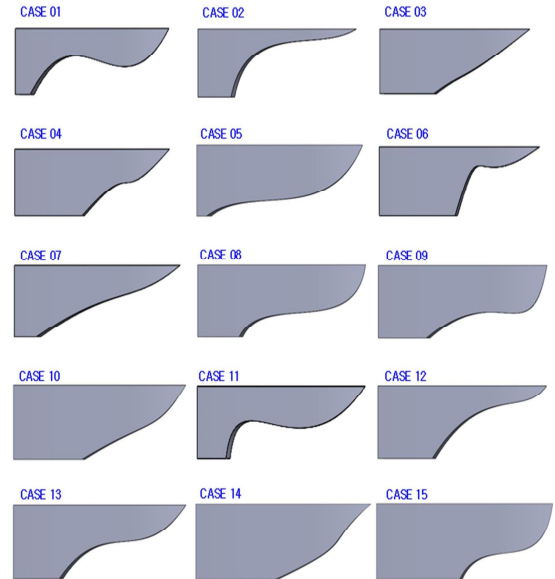 CASE 01 CASE 02 CASE 03
CASE 04 CASE 05 CASE 06
CASE 07 CASE 08 CASE 09
CASE 10 CASE 11 CASE 12
CASE 13 CASE 14 CASE 15